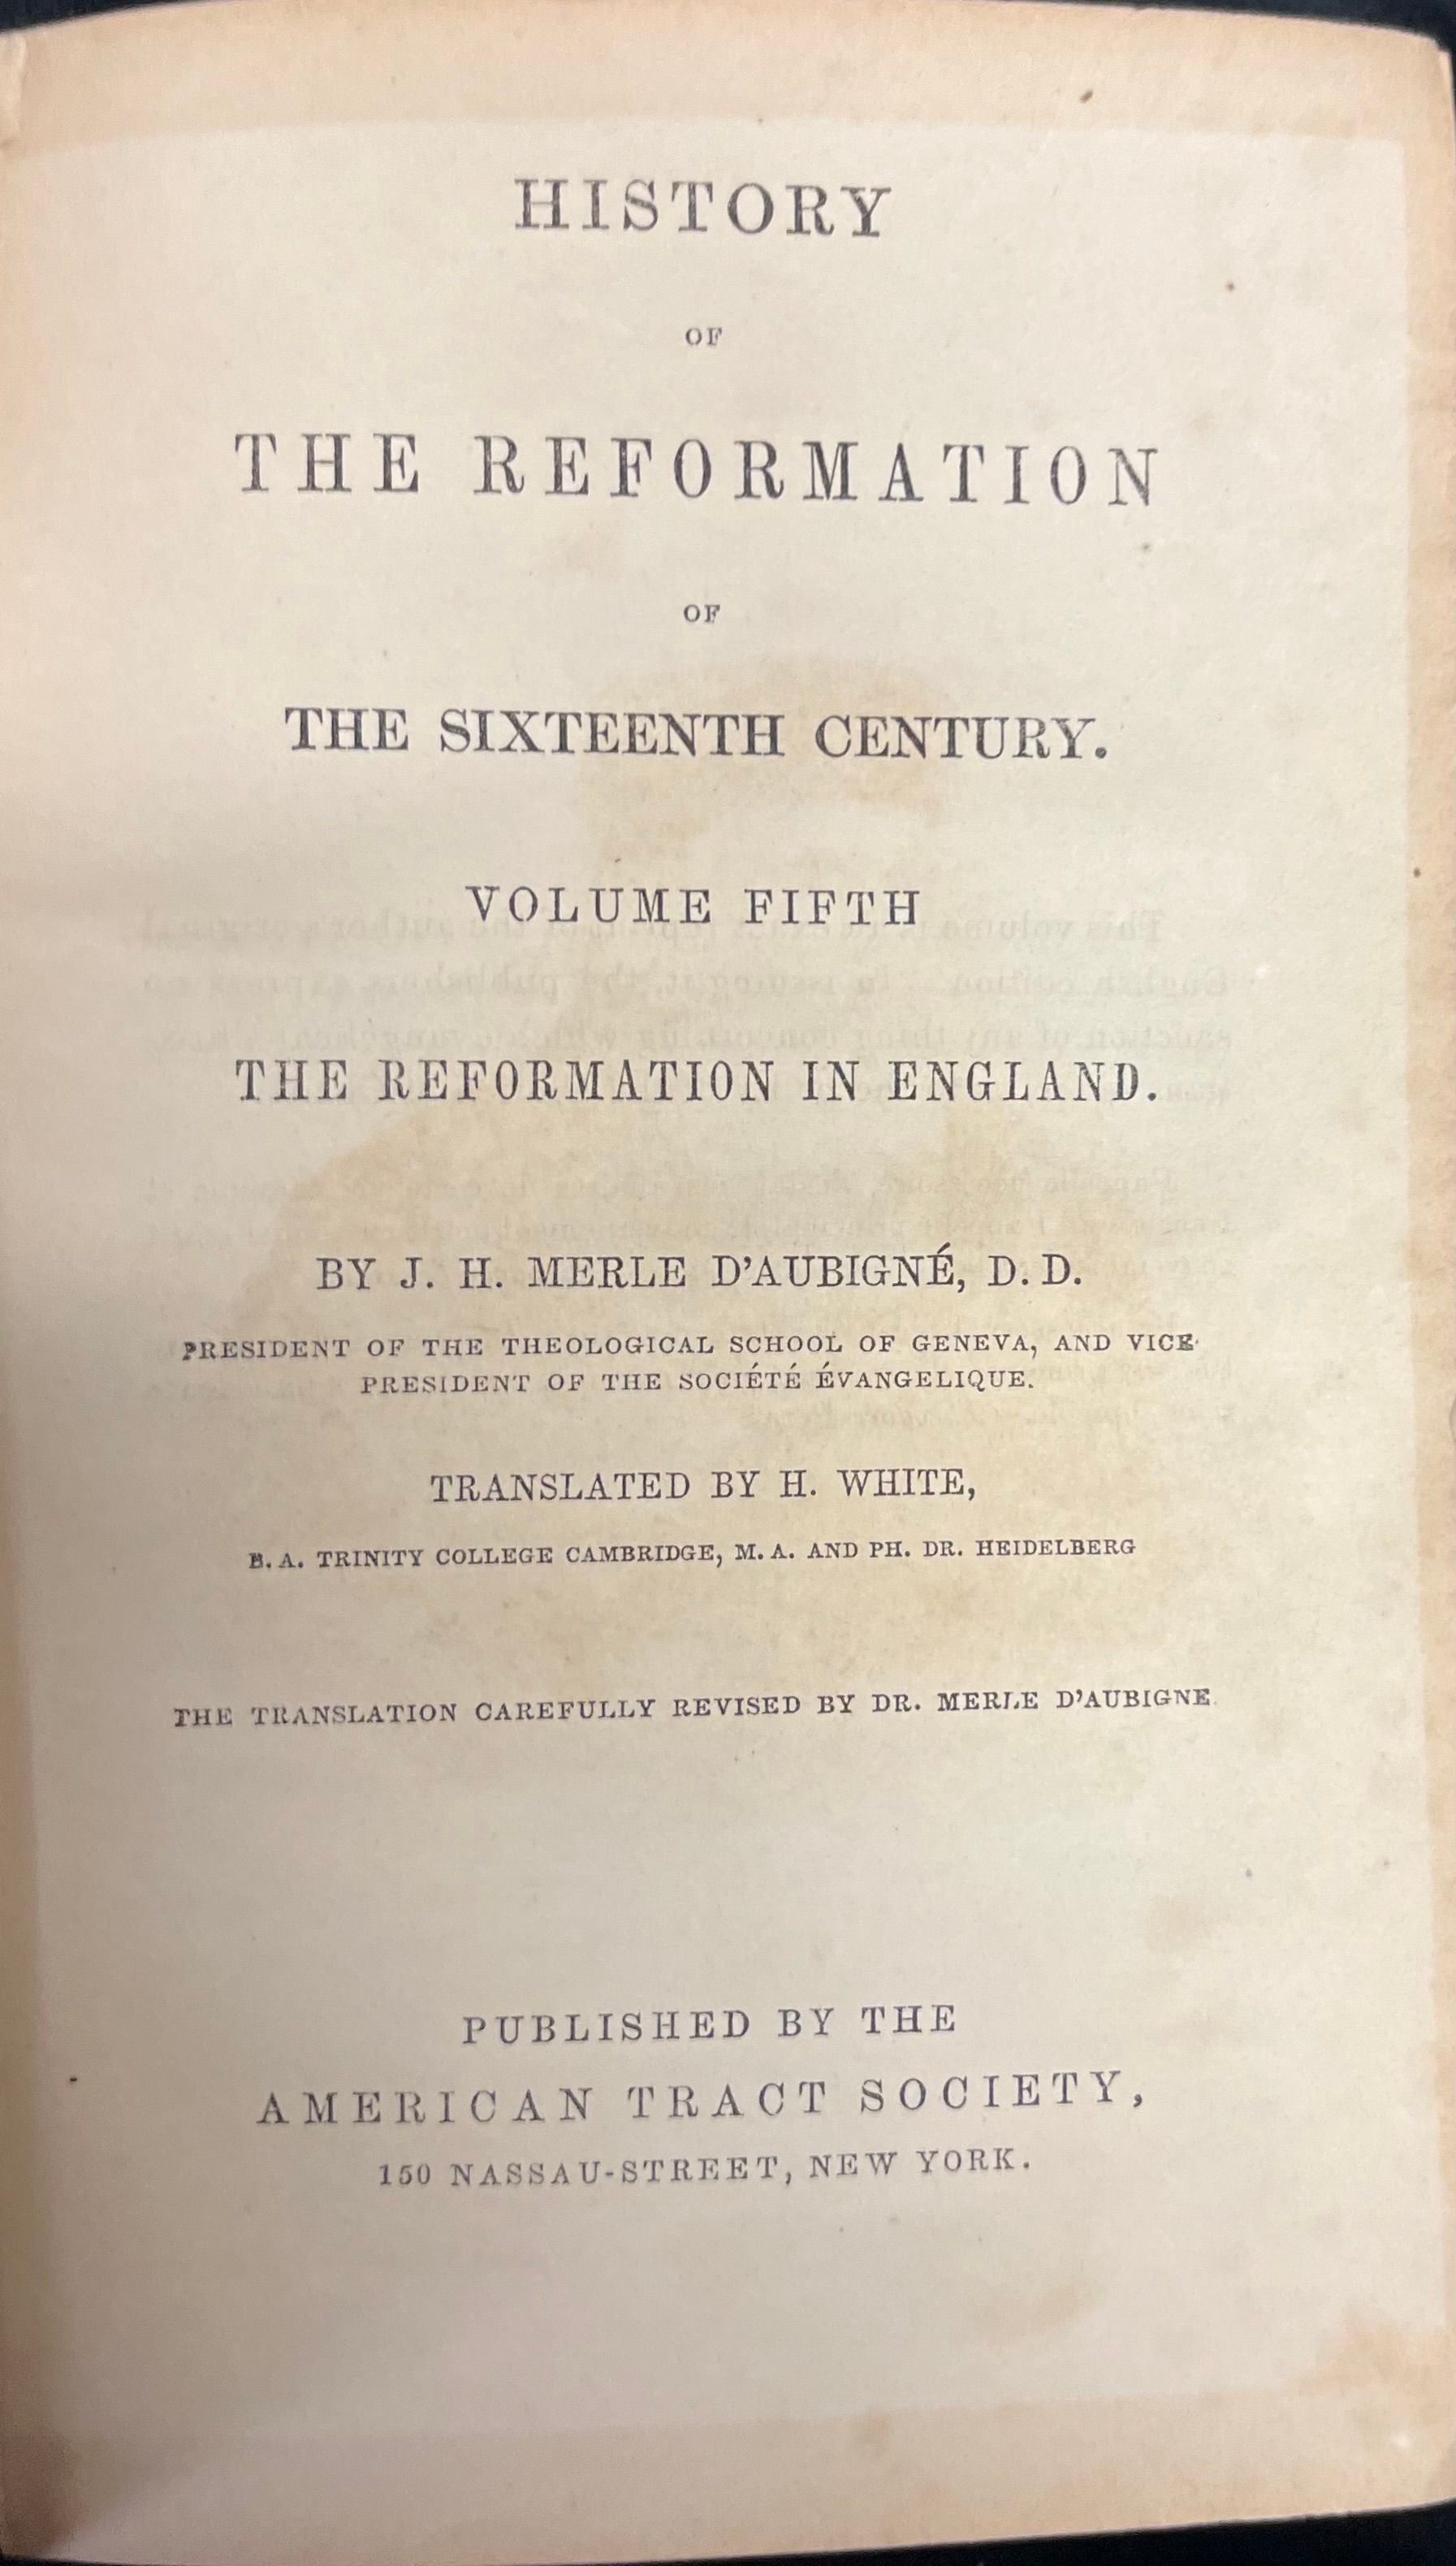 HISTORY
OF
THE REFORMATION
OF
THE SIXTEENTH CENTURY.
VOLUME FIFTH
THE REFORMATION IN ENGLAND.
BY J. H. MERLE D'AUBIGNÉ, D. D.
PRESIDENT OF THE THEOLOGICAL SCHOOL OF GENEVA, AND VICE-
PRESIDENT OF THE SOCIÉTÉ ÉVANGELIQUE.
TRANSLATED BY H. WHITE,
B. A. TRINITY COLLEGE CAMBRIDGE, M. A. AND PH. DR. HEIDELBERG
THE TRANSLATION CAREFULLY REVISED BY DR. MERLE D'AUBIGNE
PUBLISHED BY THE
AMERICAN TRACT SOCIETY,
150 NASSAU-STREET, NEW YORK.